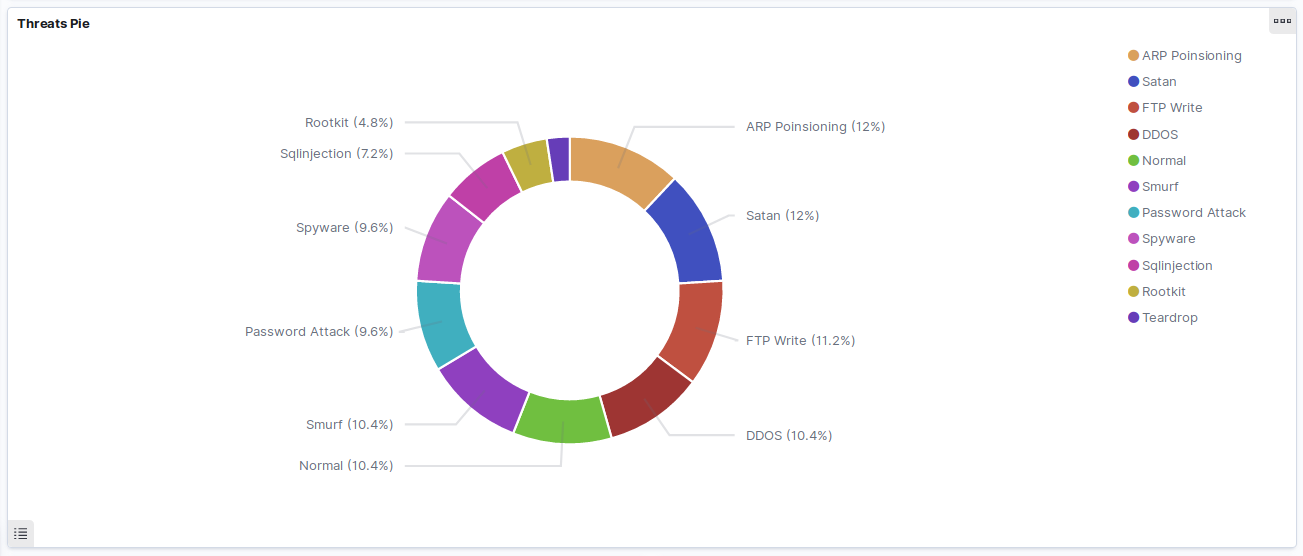 Threats Pie
ARP Poinsioning
Satan
FTP Write
DDOS
Normal
Smurf
Password Attack
Spyware
Sqlinjection
Rootkit
Teardrop
Rootkit (4.8%)
Sqlinjection (7.2%)
Spyware (9.6%)
Password Attack (9.6%)
Smurf (10.4%)
Normal (10.4%)
ARP Poinsioning (12%)
Satan (12%)
FTP Write (11.2%)
DDOS (10.4%)